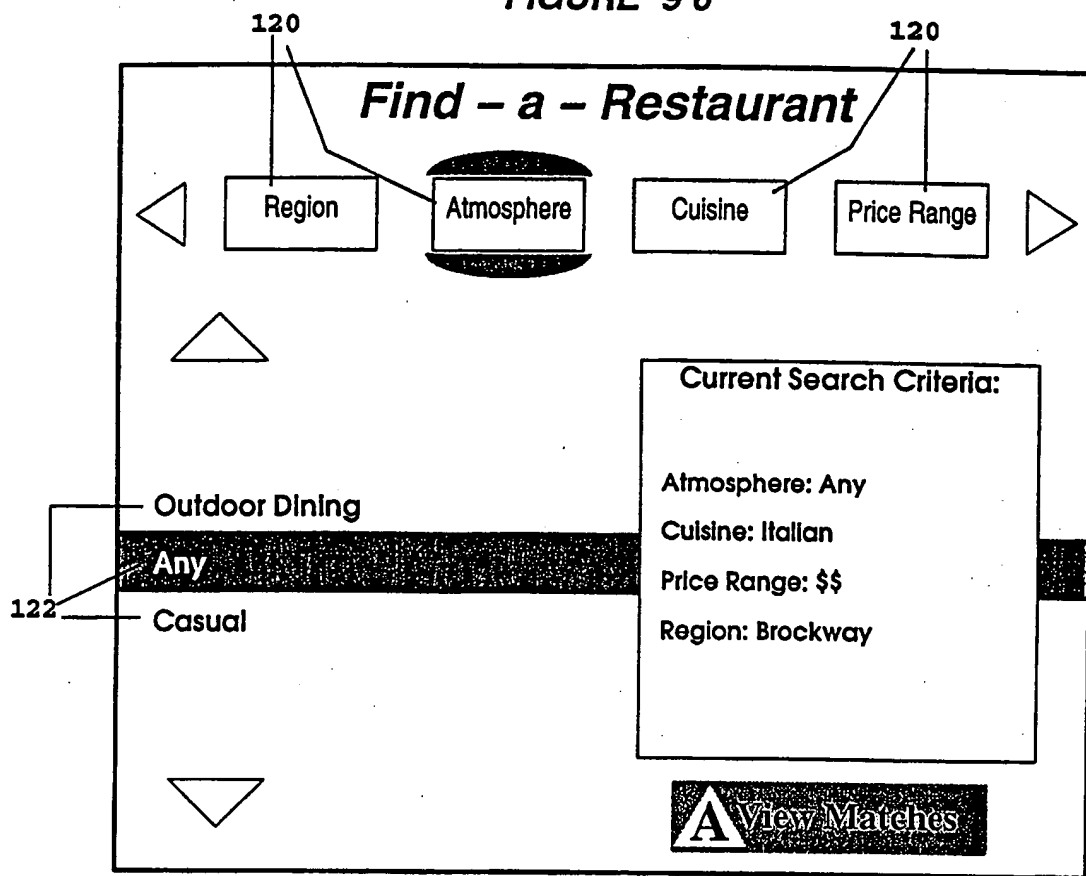 120 120
Find – a – Restaurant
Region Atmosphere Cuisine Price Range
Current Search Criteria:
Atmosphere: Any
Outdoor Dining
Cuisine: Italian
Any
Price Range: $$
122
Casual
Region: Brockway
A View Matches